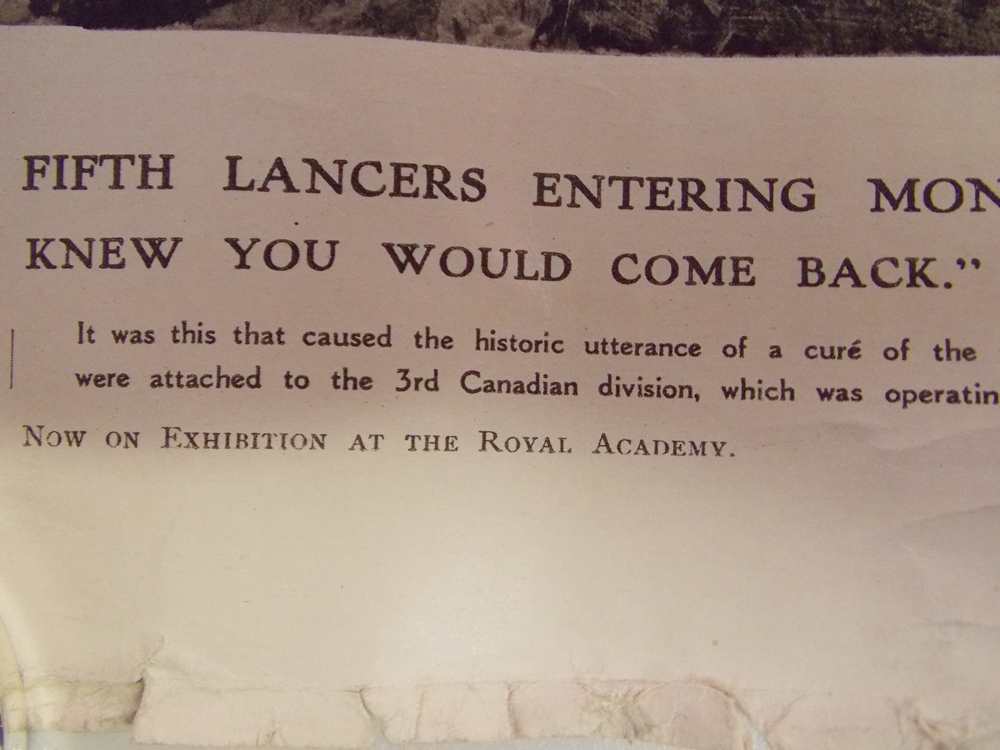 FIFTH LANCERS ENTERING MON
KNEW YOU WOULD COME BACK.”
It was this that caused the historic utterance of a curé of the
were attached to the 3rd Canadian division, which was operatin
NOW ON EXHIBITION AT THE ROYAL ACADEMY.